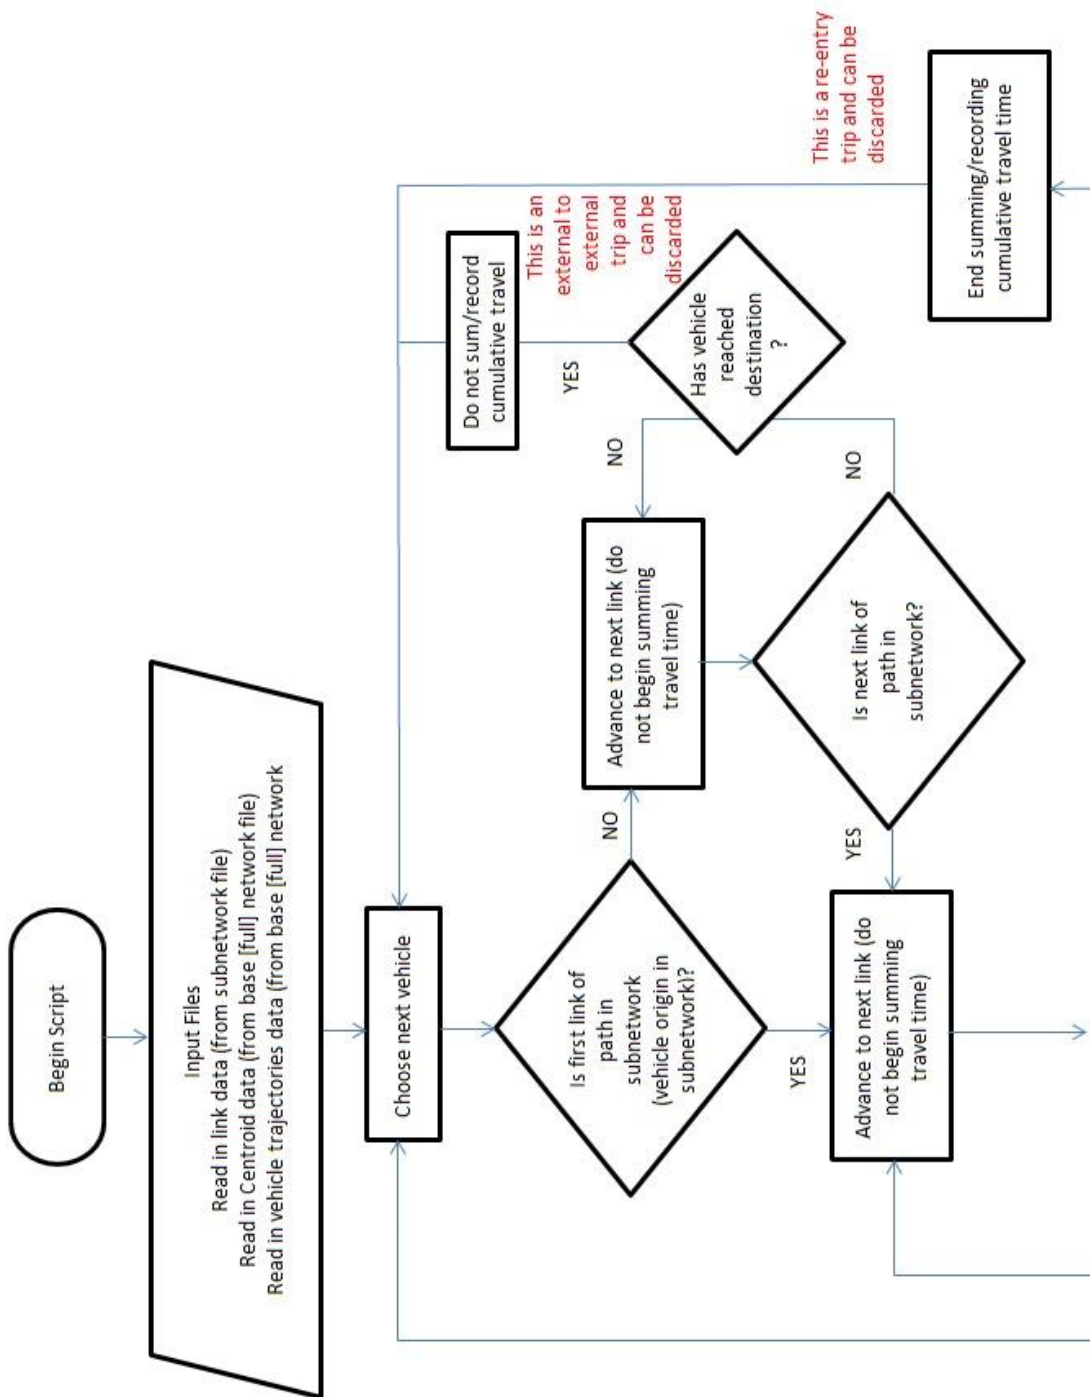 Begin Script
Input Files
Read in link data (from subnetwork file)
Read in Centroid data (from base [full] network file)
Read in vehicle trajectories data (from base [full] network
Choose next vehicle
Is first link of
path in
subnetwork
(vehicle origin in
subnetwork)?
NO
YES
Advance to next link (do
not begin summing
travel time)
NO
Do not sum/record
cumulative travel
YES
This is an
external to
external
trip and
can be
discarded
Has vehicle
reached
destination
?
Is next link of
path in
subnetwork?
NO
YES
Advance to next link (do
not begin summing
travel time)
This is a re-entry
trip and can be
discarded
End summing/recording
cumulative travel time